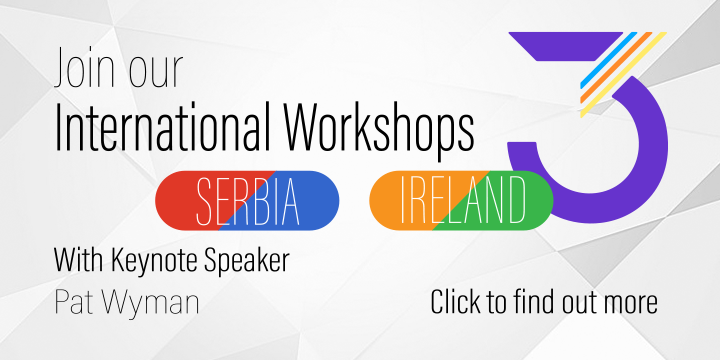 Join our
International Workshops
SERBIA IRELAND
With Keynote Speaker
Pat Wyman
Click to find out more